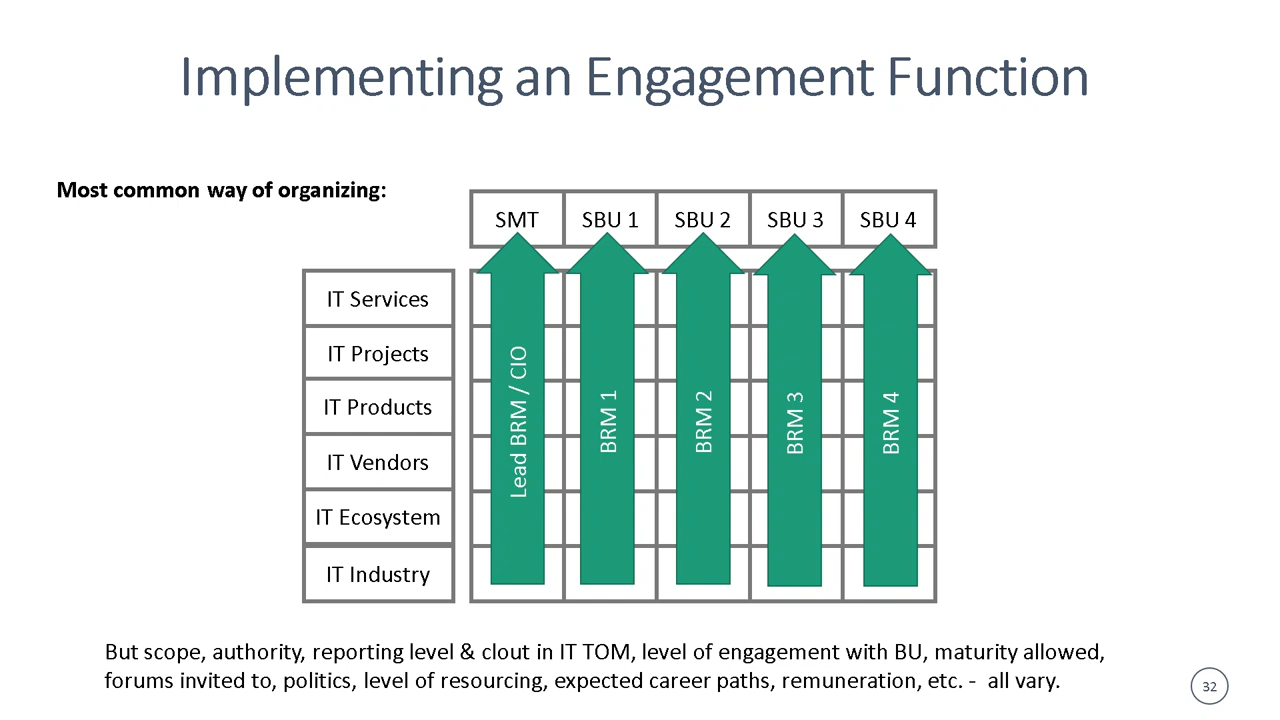 Implementing an Engagement Function
Most common way of organizing:
SMT SBU 1 SBU 2 SBU 3 SBU 4
IT Services
IT Projects
IT Products
IT Vendors
IT Ecosystem
IT Industry
Lead BRM / CIO
BRM 1
BRM 2
BRM 3
BRM 4
But scope, authority, reporting level & clout in IT TOM, level of engagement with BU, maturity allowed,
forums invited to, politics, level of resourcing, expected career paths, remuneration, etc. - all vary.
32